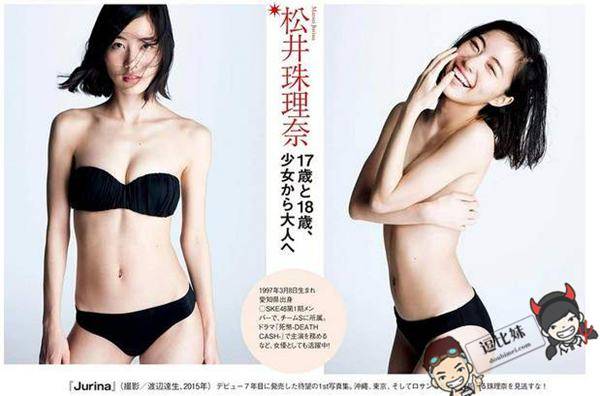 松井珠理奈
Matsui Jurina
17歳と18歳、
少女から大人へ
1997年3月8日生まれ
愛知県出身
○SKE48第1期メン
バーで、チームSに所属。
ドラマ『死幣-DEATH
CASH-』で主演を務める
など、女優としても活躍中!
『Jurina』(撮影/渡辺達生、2015年) デビュー7年目に発売した待望の1st写真集。沖縄、東京、そしてロサン
る珠理奈を見逃すな!
逗比妹
doubimei.com